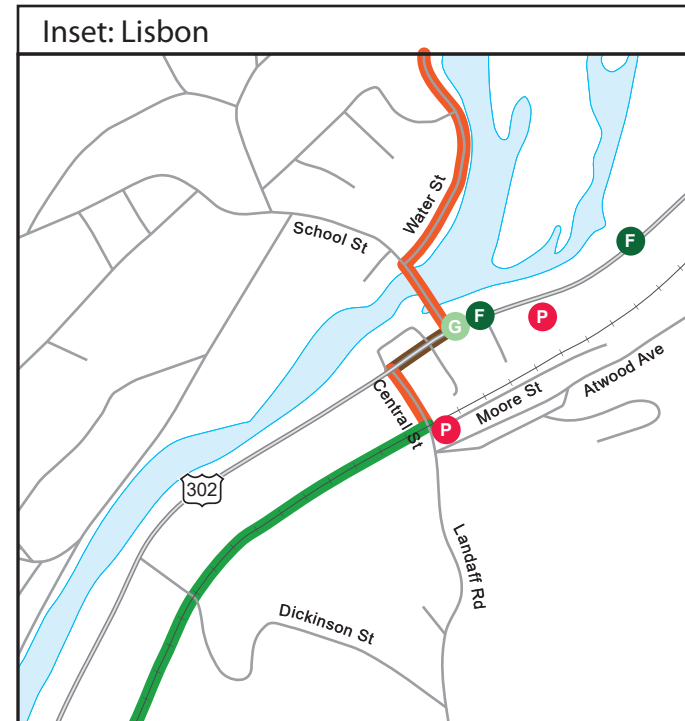 Inset: Lisbon
Water St
School St
F
G
F
P
Central St
Moore St
Atwood Ave
P
302
Landaff Rd
Dickinson St